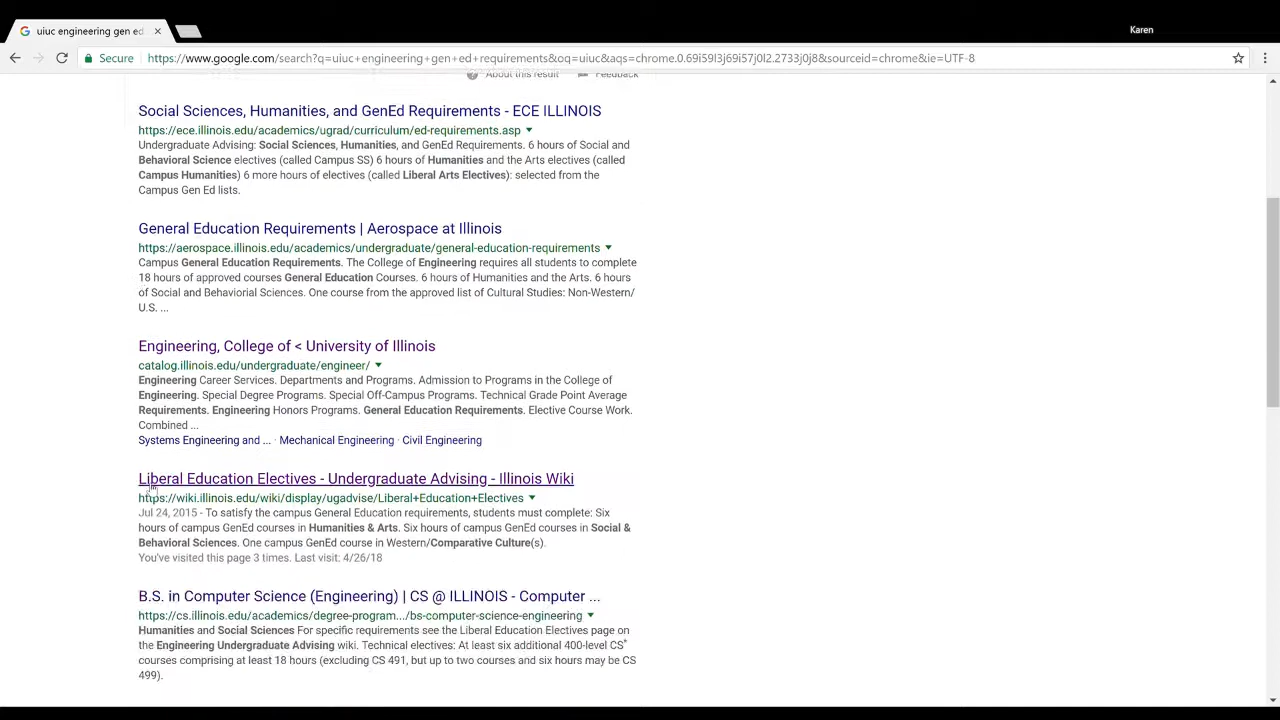 uiuc engineering gen ed
Karen
Secure
https://www.google.com/search?q=uiuc+engineering+gen+ed+requirements&oq=uiuc&aqs=chrome.0.69i59l3j69i57j0l2.2733j0j8&sourceid=chrome&ie=UTF-8
About this result
Feedback
Social Sciences, Humanities, and GenEd Requirements - ECE ILLINOIS
https://ece.illinois.edu/academics/ugrad/curriculum/ed-requirements.asp
Undergraduate Advising: Social Sciences, Humanities, and GenEd Requirements. 6 hours of Social and
Behavioral Science electives (called Campus SS) 6 hours of Humanities and the Arts electives (called
Campus Humanities) 6 more hours of electives (called Liberal Arts Electives): selected from the
Campus Gen Ed lists.
General Education Requirements | Aerospace at Illinois
https://aerospace.illinois.edu/academics/undergraduate/general-education-requirements
Campus General Education Requirements. The College of Engineering requires all students to complete
18 hours of approved courses General Education Courses. 6 hours of Humanities and the Arts. 6 hours
of Social and Behaviorial Sciences. One course from the approved list of Cultural Studies: Non-Western/
U.S. ...
Engineering, College of < University of Illinois
catalog.illinois.edu/undergraduate/engineer/
Engineering Career Services. Departments and Programs. Admission to Programs in the College of
Engineering. Special Degree Programs. Special Off-Campus Programs. Technical Grade Point Average
Requirements. Engineering Honors Programs. General Education Requirements. Elective Course Work.
Combined ...
Systems Engineering and ... · Mechanical Engineering · Civil Engineering
Liberal Education Electives - Undergraduate Advising - Illinois Wiki
https://wiki.illinois.edu/wiki/display/ugadvise/Liberal+Education+Electives
Jul 24, 2015 - To satisfy the campus General Education requirements, students must complete: Six
hours of campus GenEd courses in Humanities & Arts. Six hours of campus GenEd courses in Social &
Behavioral Sciences. One campus GenEd course in Western/Comparative Culture(s).
You've visited this page 3 times. Last visit: 4/26/18
B.S. in Computer Science (Engineering) | CS @ ILLINOIS - Computer ...
https://cs.illinois.edu/academics/degree-program.../bs-computer-science-engineering
Humanities and Social Sciences For specific requirements see the Liberal Education Electives page on
the Engineering Undergraduate Advising wiki. Technical electives: At least six additional 400-level CS*
courses comprising at least 18 hours (excluding CS 491, but up to two courses and six hours may be CS
499).